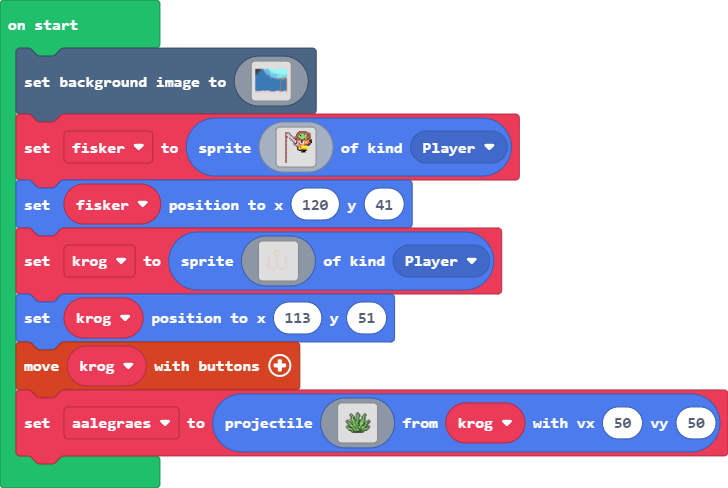 on start
set background image to
set fisker to sprite of kind Player
set fisker position to x 120 y 41
set krog to sprite of kind Player
set krog position to x 113 y 51
move krog with buttons
set aalegraes to projectile from krog with vx 50 vy 50